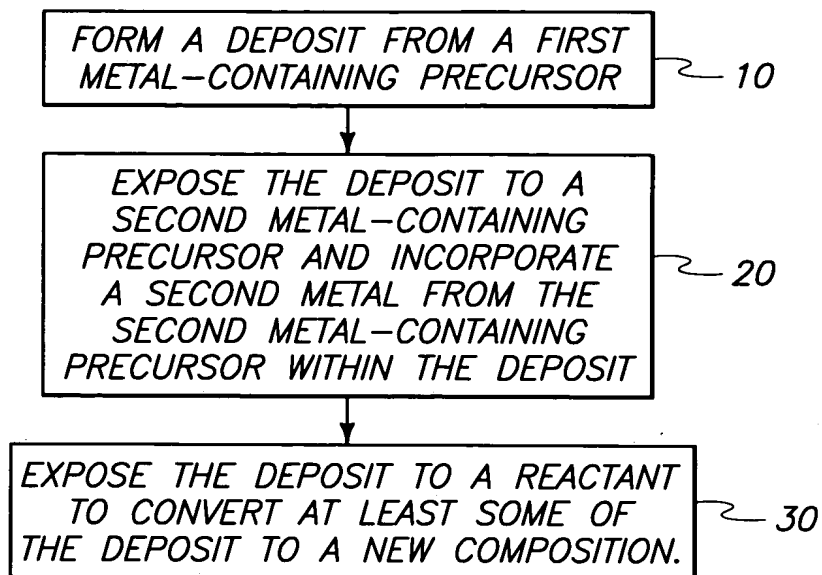 FORM A DEPOSIT FROM A FIRST
METAL-CONTAINING PRECURSOR
10
EXPOSE THE DEPOSIT TO A
SECOND METAL-CONTAINING
PRECURSOR AND INCORPORATE
A SECOND METAL FROM THE
SECOND METAL-CONTAINING
PRECURSOR WITHIN THE DEPOSIT
20
EXPOSE THE DEPOSIT TO A REACTANT
TO CONVERT AT LEAST SOME OF
THE DEPOSIT TO A NEW COMPOSITION.
30